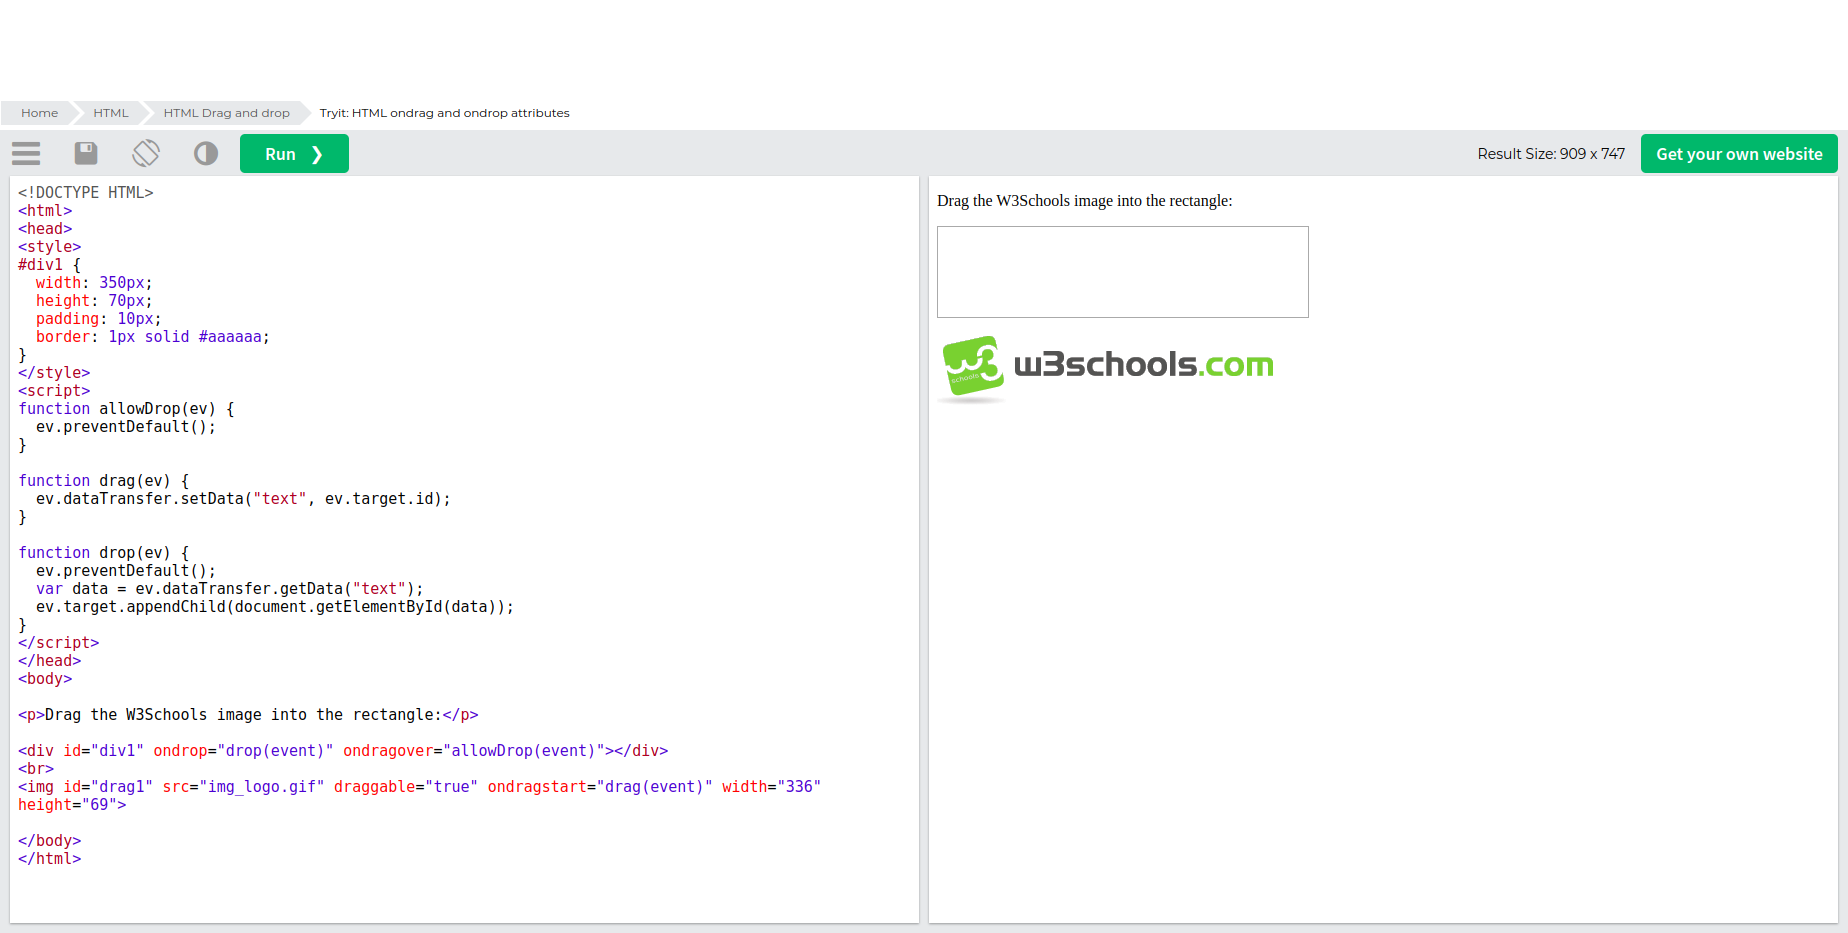 Home HTML HTML Drag and drop Tryit: HTML ondrag and ondrop attributes
Run ❯ Result Size: 909 x 747 Get your own website
<!DOCTYPE HTML>
<html>
<head>
<style>
#div1 {
  width: 350px;
  height: 70px;
  padding: 10px;
  border: 1px solid #aaaaaa;
}
</style>
<script>
function allowDrop(ev) {
  ev.preventDefault();
}

function drag(ev) {
  ev.dataTransfer.setData("text", ev.target.id);
}

function drop(ev) {
  ev.preventDefault();
  var data = ev.dataTransfer.getData("text");
  ev.target.appendChild(document.getElementById(data));
}
</script>
</head>
<body>

<p>Drag the W3Schools image into the rectangle:</p>

<div id="div1" ondrop="drop(event)" ondragover="allowDrop(event)"></div>
<br>
<img id="drag1" src="img_logo.gif" draggable="true" ondragstart="drag(event)" width="336"
height="69">

</body>
</html>
Drag the W3Schools image into the rectangle:
w3 schools
w3schools.com